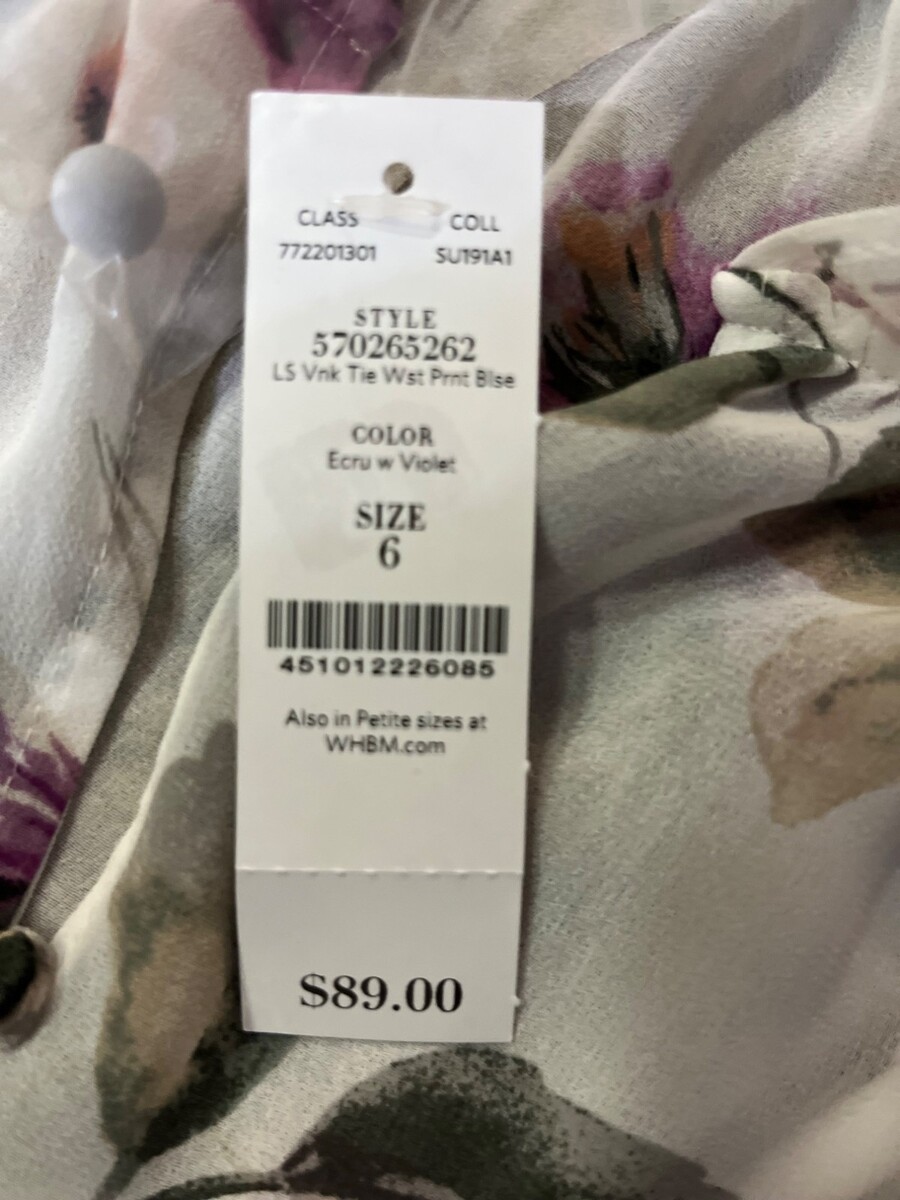 CLASS COLL
772201301 SU191A1
STYLE
570265262
LS Vnk Tie Wst Prnt Blse
COLOR
Ecru w Violet
SIZE
6
451012226085
Also in Petite sizes at
WHBM.com
$89.00